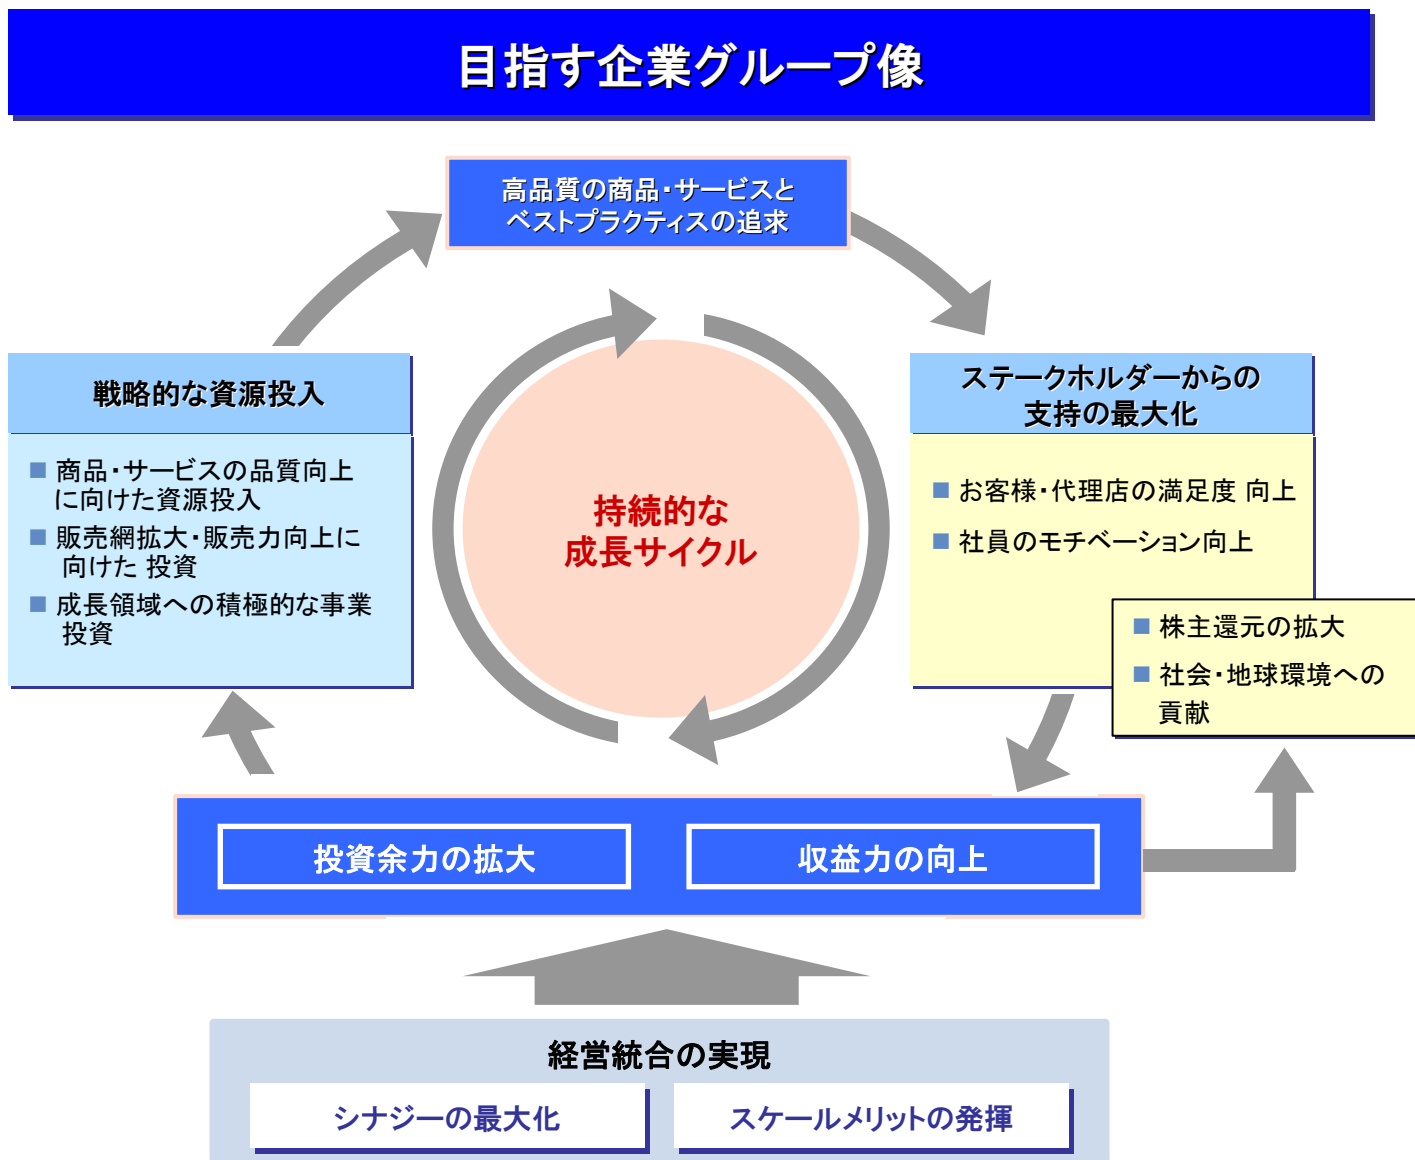 目指す企業グループ像
高品質の商品・サービスと
ベストプラクティスの追求
戦略的な資源投入
■ 商品・サービスの品質向上
に向けた資源投入
■ 販売網拡大・販売力向上に
向けた 投資
■ 成長領域への積極的な事業
投資
持続的な
成長サイクル
ステークホルダーからの
支持の最大化
■ お客様・代理店の満足度 向上
■ 社員のモチベーション向上
■ 株主還元の拡大
■ 社会・地球環境への
貢献
投資余力の拡大
収益力の向上
経営統合の実現
シナジーの最大化
スケールメリットの発揮